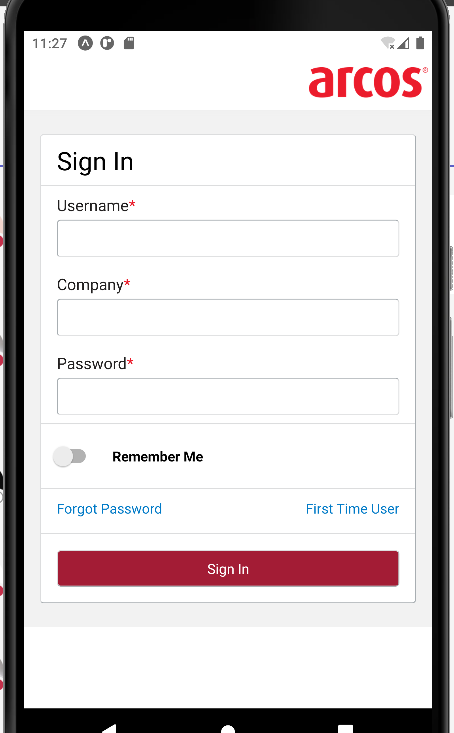 11:27
arcos®
Sign In
Username*
Company*
Password*
Remember Me
Forgot Password First Time User
Sign In